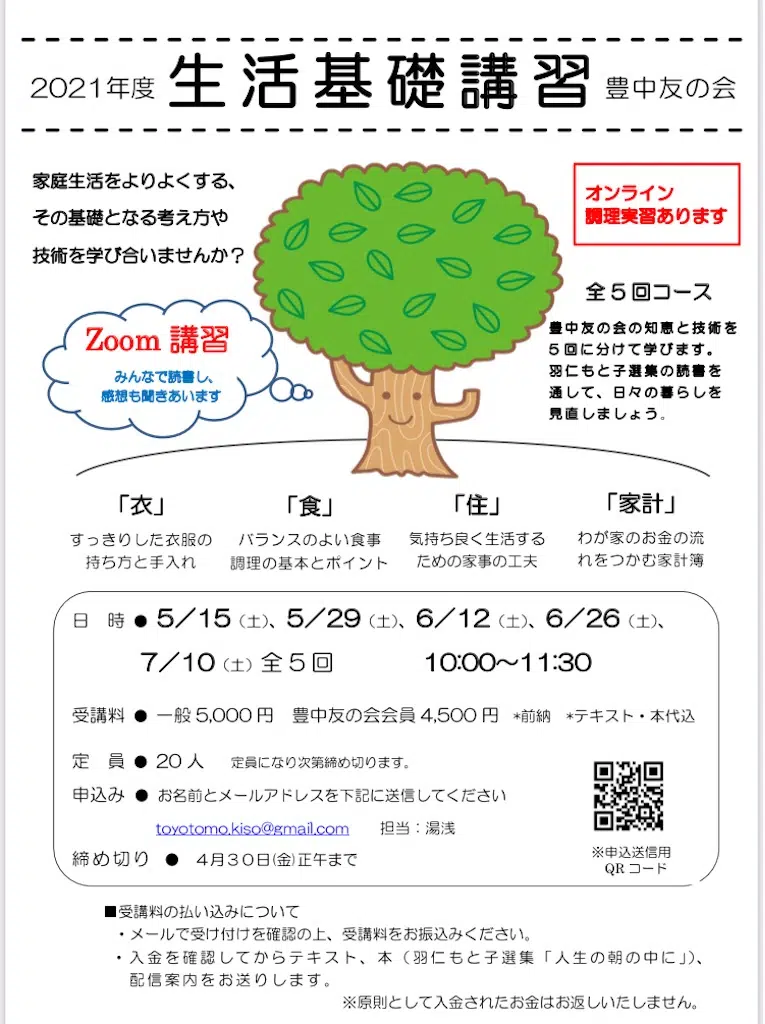 2021年度 生活基礎講習 豊中友の会
家庭生活をよりよくする、
その基礎となる考え方や
技術を学び合いませんか？
オンライン
調理実習あります
Zoom 講習
みんなで読書し、
感想も聞きあいます
全５回コース
豊中友の会の知恵と技術を
５回に分けて学びます。
羽仁もと子選集の読書を
通して、日々の暮らしを
見直しましょう。
「衣」
すっきりした衣服の
持ち方と手入れ
「食」
バランスのよい食事
調理の基本とポイント
「住」
気持ち良く生活する
ための家事の工夫
「家計」
わが家のお金の流
れをつかむ家計簿
日　時 ● 5／15（土）、5／29（土）、6／12（土）、6／26（土）、
7／10（土）全５回　10:00～11:30
受講料 ● 一般 5,000 円　豊中友の会会員 4,500 円　*前納　*テキスト・本代込
定　員 ● 20 人　定員になり次第締め切ります。
申込み ● お名前とメールアドレスを下記に送信してください
toyotomo.kiso@gmail.com　担当：湯浅
締め切り ● ４月３０日(金)正午まで
※申込送信用
QR コード
■受講料の払い込みについて
・メールで受け付けを確認の上、受講料をお振込みください。
・入金を確認してからテキスト、本（羽仁もと子選集「人生の朝の中に」）、
配信案内をお送りします。
※原則として入金されたお金はお返しいたしません。